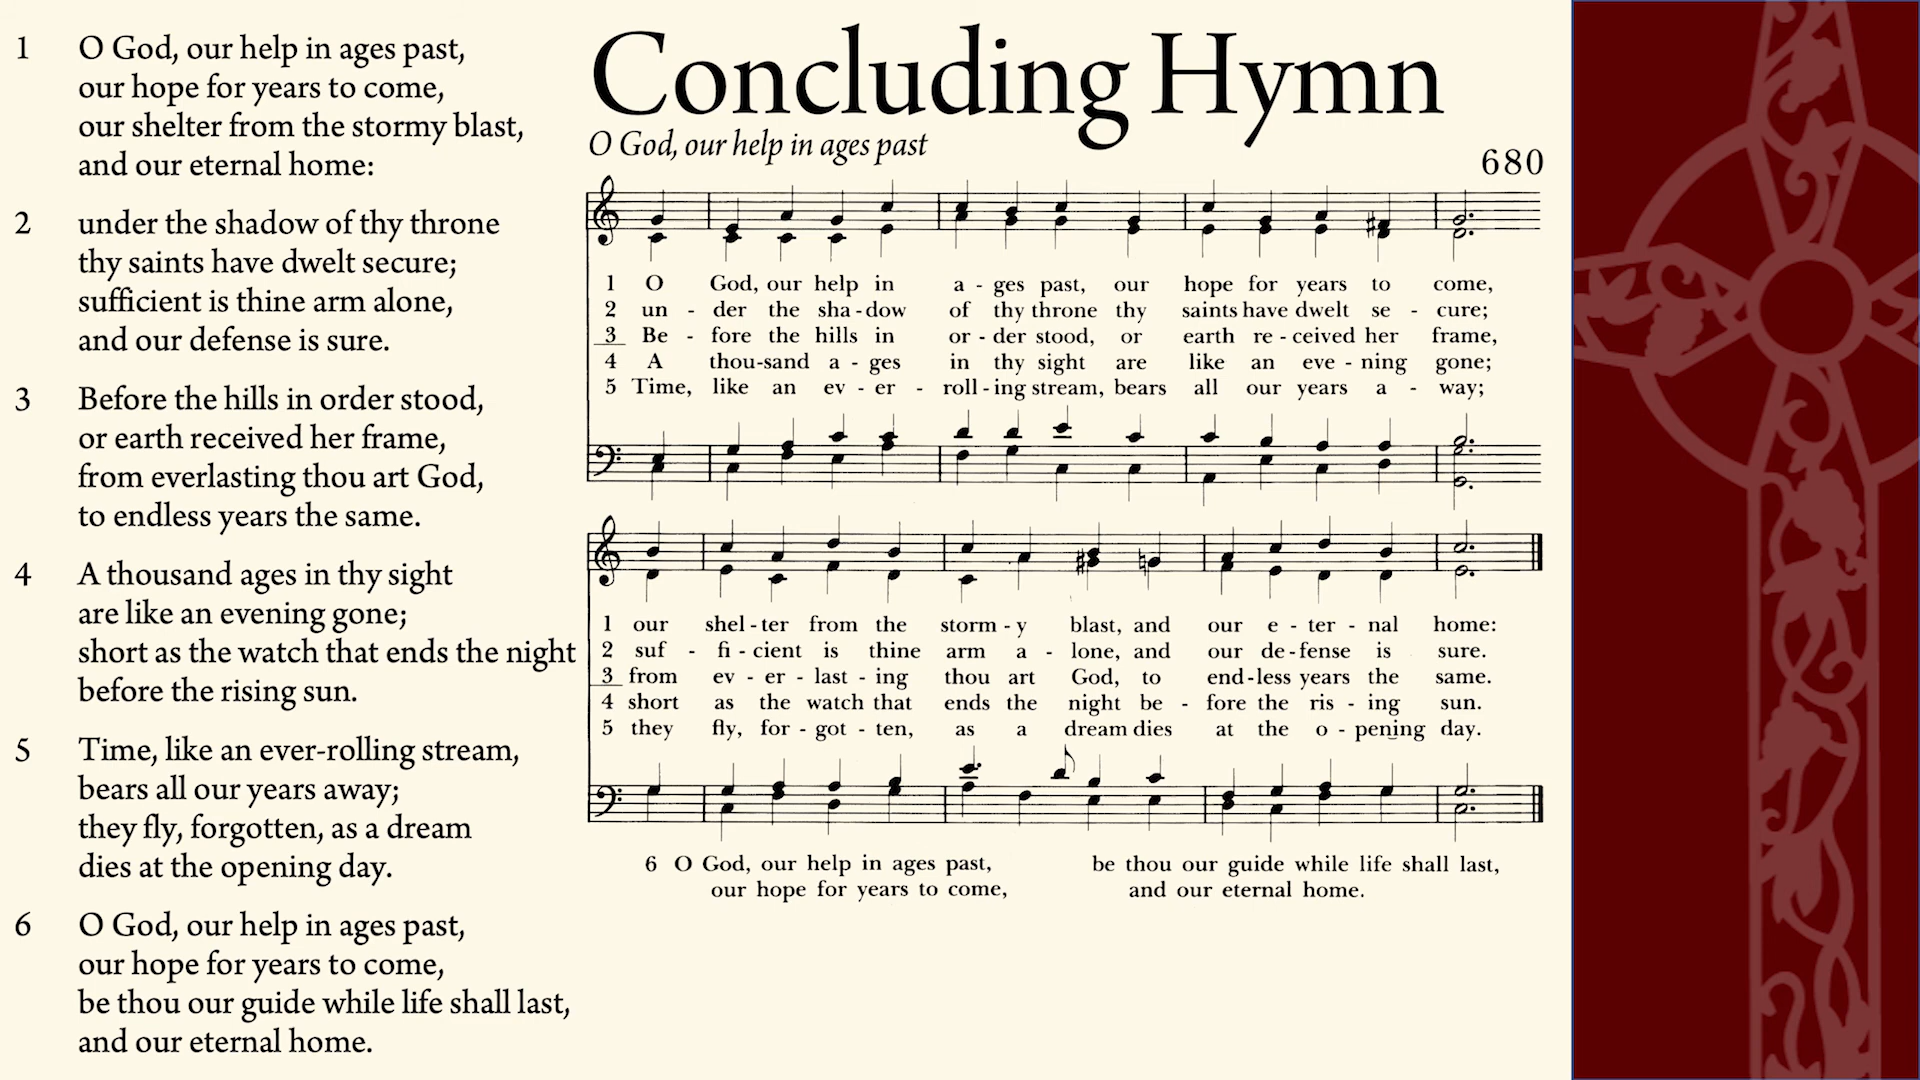 1 O God, our help in ages past,
our hope for years to come,
our shelter from the stormy blast,
and our eternal home:
2 under the shadow of thy throne
thy saints have dwelt secure;
sufficient is thine arm alone,
and our defense is sure.
3 Before the hills in order stood,
or earth received her frame,
from everlasting thou art God,
to endless years the same.
4 A thousand ages in thy sight
are like an evening gone;
short as the watch that ends the night
before the rising sun.
5 Time, like an ever-rolling stream,
bears all our years away;
they fly, forgotten, as a dream
dies at the opening day.
6 O God, our help in ages past,
our hope for years to come,
be thou our guide while life shall last,
and our eternal home.
Concluding Hymn
O God, our help in ages past
680
1 O God, our help in a - ges past, our hope for years to come,
2 un - der the sha - dow of thy throne thy saints have dwelt se - cure;
3 Be - fore the hills in or - der stood, or earth re - ceived her frame,
4 A thou - sand a - ges in thy sight are like an eve - ning gone;
5 Time, like an ev - er - roll - ing stream, bears all our years a - way;
1 our shel - ter from the storm - y blast, and our e - ter - nal home:
2 suf - fi - cient is thine arm a - lone, and our de - fense is sure.
3 from ev - er - last - ing thou art God, to end - less years the same.
4 short as the watch that ends the night be - fore the ris - ing sun.
5 they fly, for - got - ten, as a dream dies at the o - pening day.
6 O God, our help in ages past, be thou our guide while life shall last,
our hope for years to come, and our eternal home.